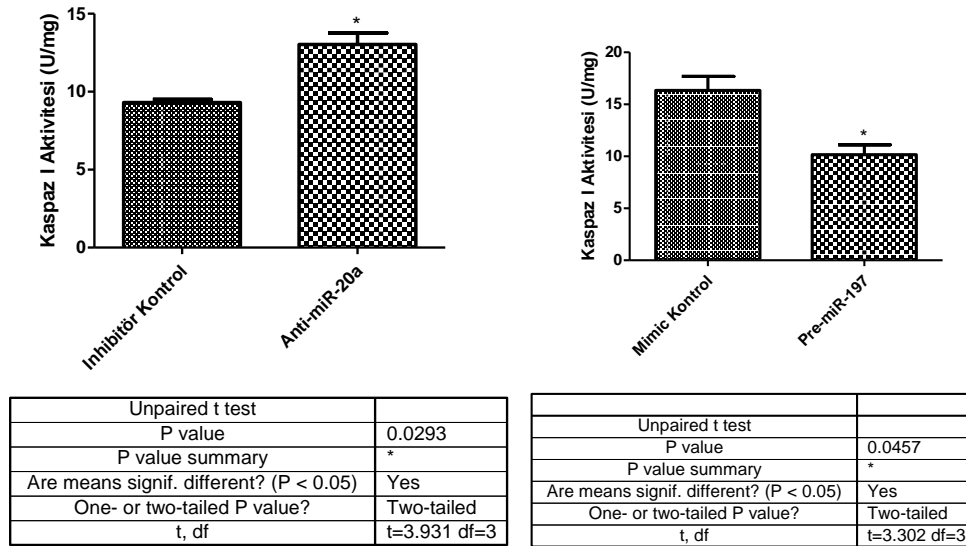 Kaspaz I Aktivitesi (U/mg)
15
10
5
0
*
Inhibitör Kontrol
Anti-miR-20a
Kaspaz I Aktivitesi (U/mg)
20
15
10
5
0
*
Mimic Kontrol
Pre-miR-197
Unpaired t test
P value 0.0293
P value summary *
Are means signif. different? (P < 0.05) Yes
One- or two-tailed P value? Two-tailed
t, df t=3.931 df=3
Unpaired t test
P value 0.0457
P value summary *
Are means signif. different? (P < 0.05) Yes
One- or two-tailed P value? Two-tailed
t, df t=3.302 df=3